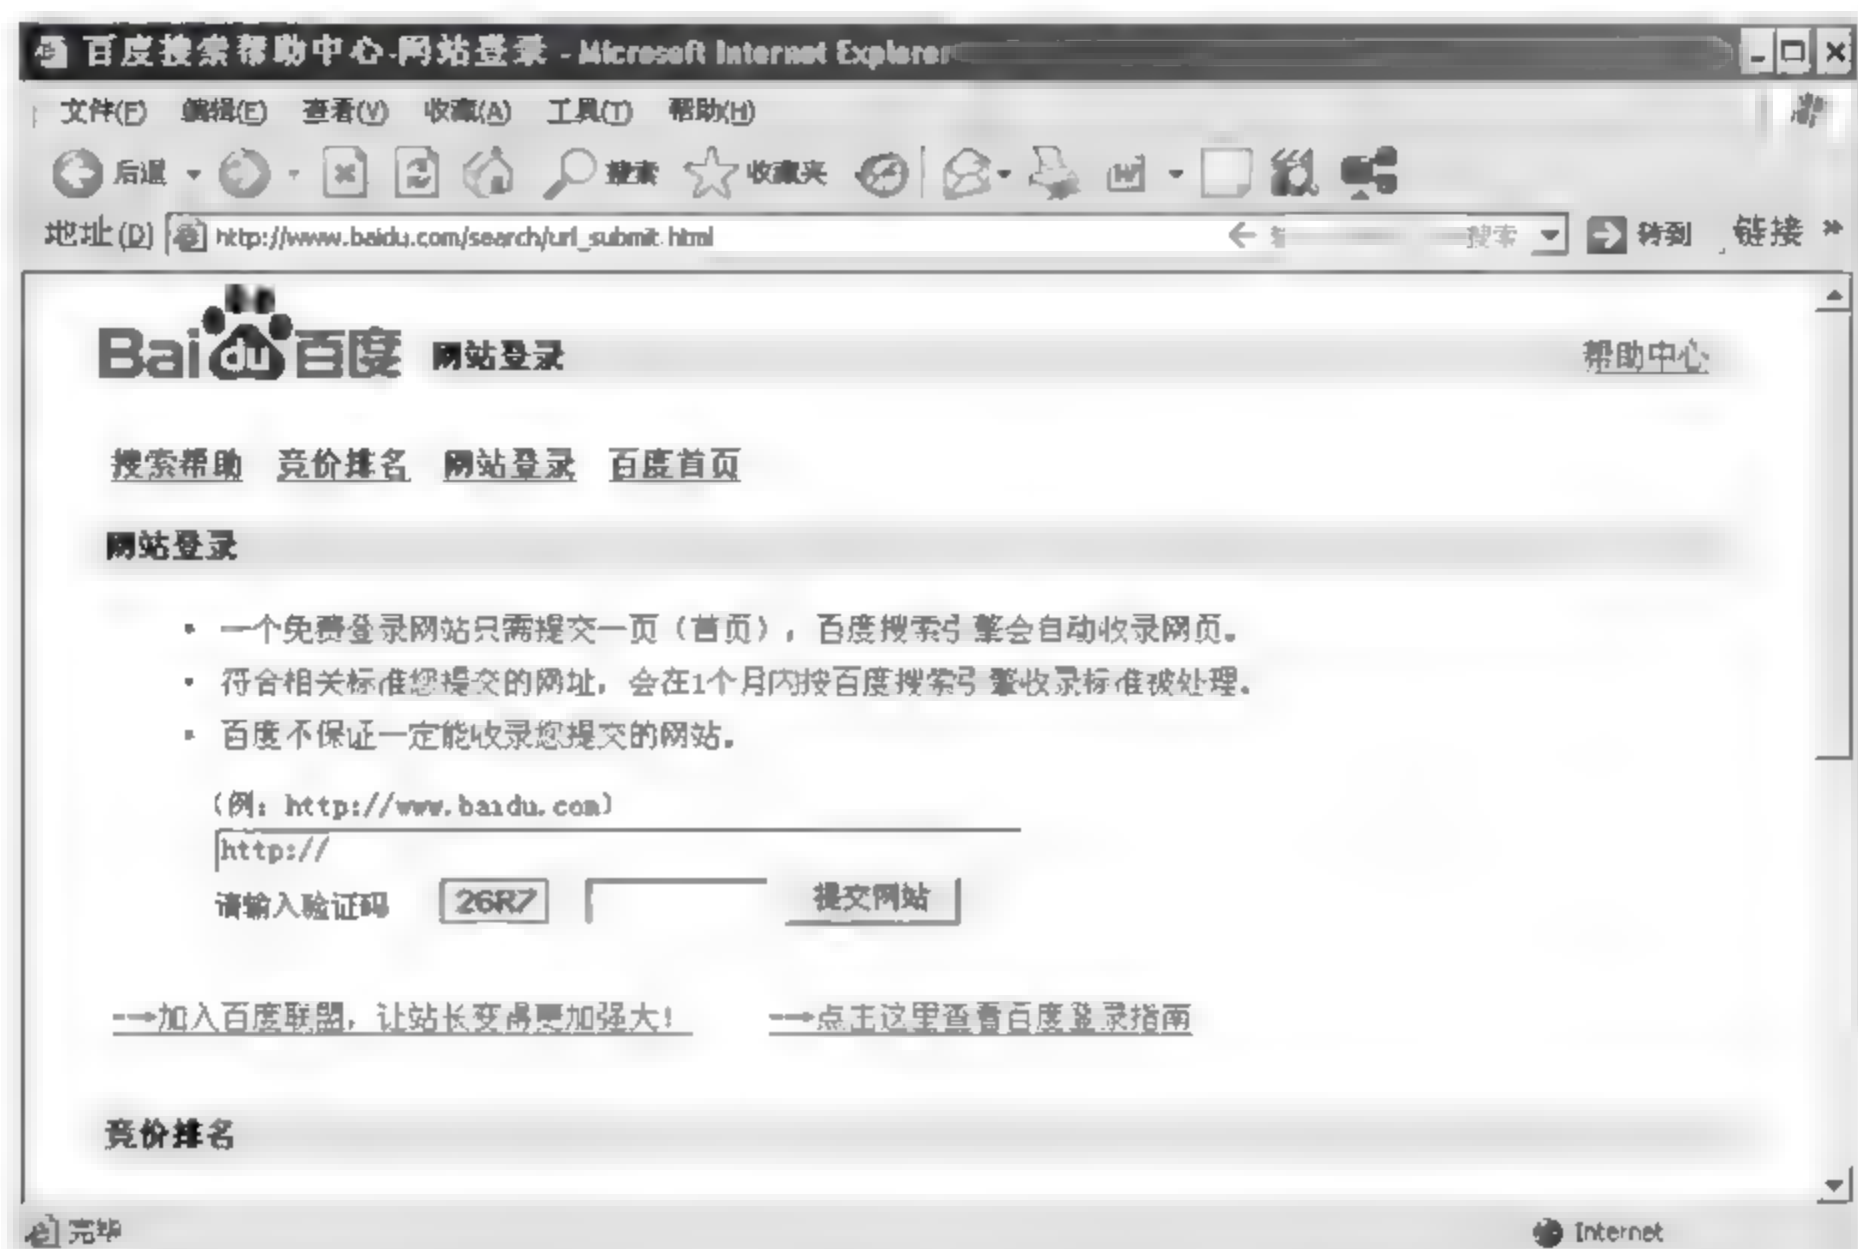 百度搜索帮助中心-网站登录 - Microsoft Internet Explorer
文件(F) 编辑(E) 查看(V) 收藏(A) 工具(T) 帮助(H)
后退 搜索 收藏夹
地址(D) http://www.baidu.com/search/url_submit.html 搜索 转到 链接 »
Bai du 百度 网站登录 帮助中心
搜索帮助 竞价排名 网站登录 百度首页
网站登录
• 一个免费登录网站只需提交一页（首页），百度搜索引擎会自动收录网页。
• 符合相关标准您提交的网址，会在1个月内按百度搜索引擎收录标准被处理。
• 百度不保证一定能收录您提交的网站。
（例：http://www.baidu.com）
http://
请输入验证码 26R7 提交网站
--→加入百度联盟，让站长变得更加强大！ --→点击这里查看百度登录指南
竞价排名
完毕 Internet